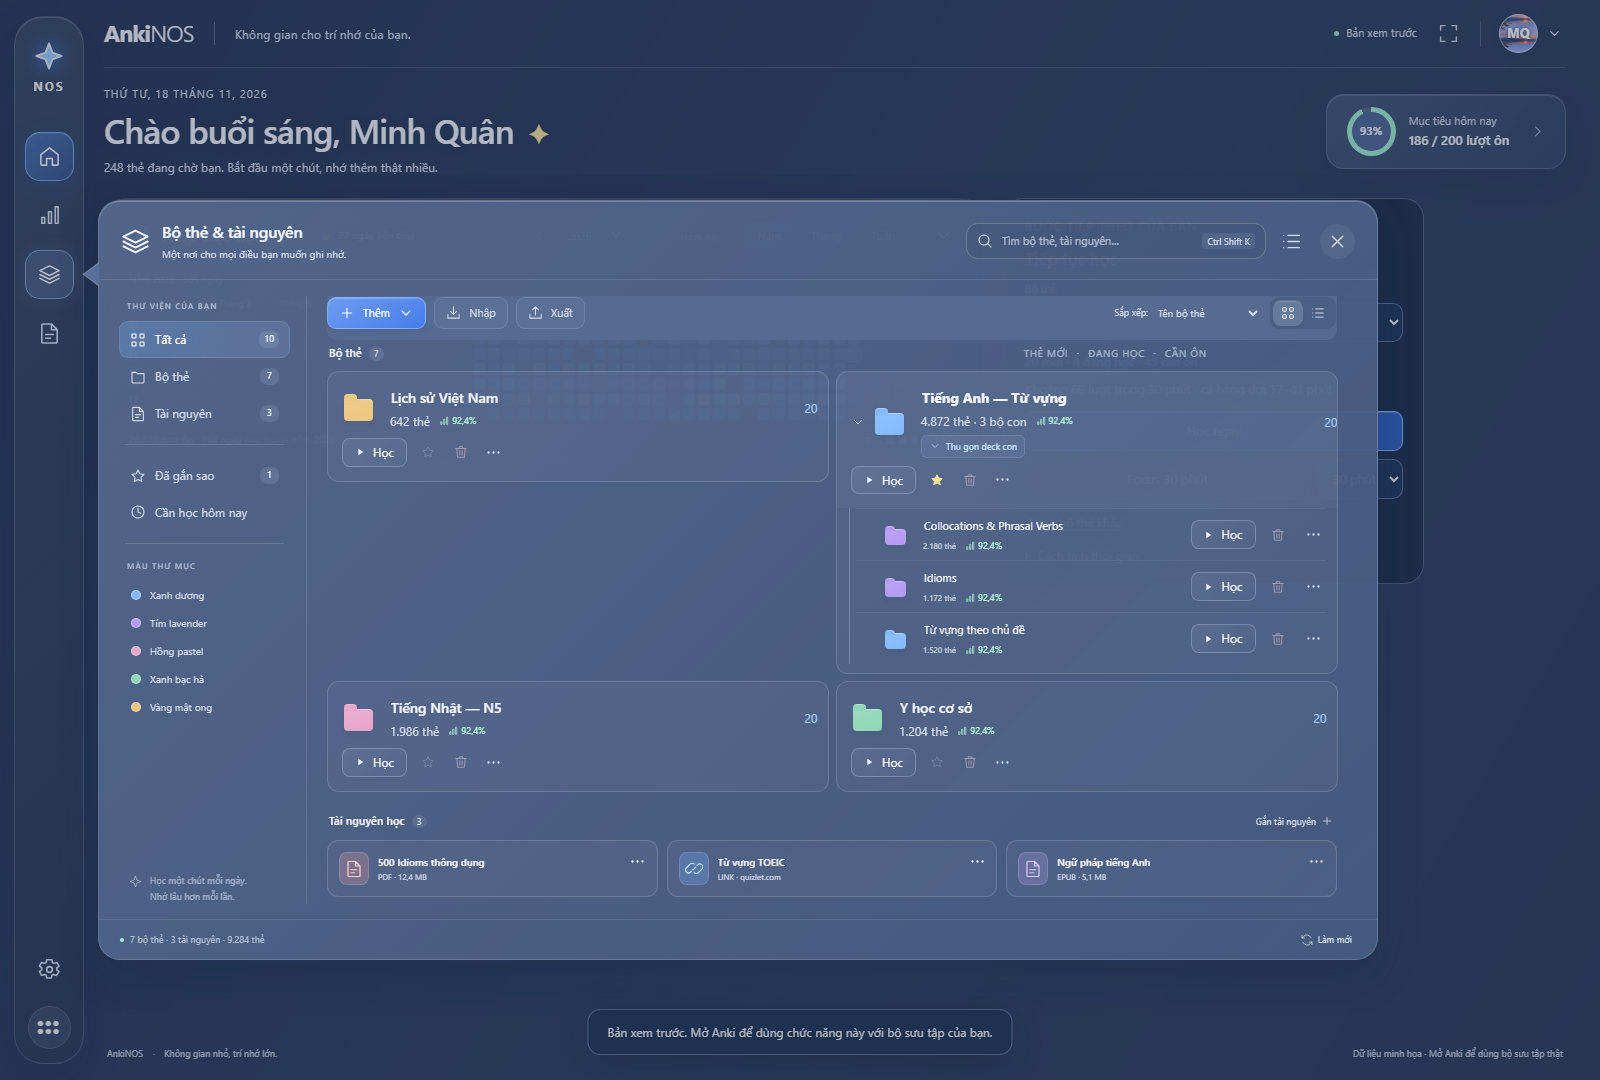 AnkiNOS
Không gian cho trí nhớ của bạn.
Bản xem trước
MQ
NOS
THỨ TƯ, 18 THÁNG 11, 2026
Chào buổi sáng, Minh Quân
248 thẻ đang chờ bạn. Bắt đầu một chút, nhớ thêm thật nhiều.
93%
Mục tiêu hôm nay
186 / 200 lượt ôn
Bộ thẻ & tài nguyên
Một nơi cho mọi điều bạn muốn ghi nhớ.
Tìm bộ thẻ, tài nguyên...
Ctrl Shift K
THƯ VIỆN CỦA BẠN
Tất cả 10
Bộ thẻ 7
Tài nguyên 3
Đã gắn sao 1
Cần học hôm nay
MÀU THƯ MỤC
Xanh dương
Tím lavender
Hồng pastel
Xanh bạc hà
Vàng mật ong
Học một chút mỗi ngày.
Nhớ lâu hơn mỗi lần.
Thêm
Nhập
Xuất
Sắp xếp: Tên bộ thẻ
Bộ thẻ 7
THẺ MỚI · ĐANG HỌC · CẦN ÔN
Lịch sử Việt Nam
642 thẻ 92,4%
20
Học
Tiếng Anh — Từ vựng
4.872 thẻ · 3 bộ con 92,4%
20
Thu gọn deck con
Học
Collocations & Phrasal Verbs
2.180 thẻ 92,4%
Học
Idioms
1.172 thẻ 92,4%
Học
Từ vựng theo chủ đề
1.520 thẻ 92,4%
Học
Tiếng Nhật — N5
1.986 thẻ 92,4%
20
Học
Y học cơ sở
1.204 thẻ 92,4%
20
Học
Tài nguyên học 3
Gắn tài nguyên
500 Idioms thông dụng
PDF · 12,4 MB
Từ vựng TOEIC
LINK · quizlet.com
Ngữ pháp tiếng Anh
EPUB · 5,1 MB
7 bộ thẻ · 3 tài nguyên · 9.284 thẻ
Làm mới
Bản xem trước. Mở Anki để dùng chức năng này với bộ sưu tập của bạn.
AnkiNOS · Không gian nhỏ, trí nhớ lớn.
Dữ liệu minh họa · Mở Anki để dùng bộ sưu tập thật